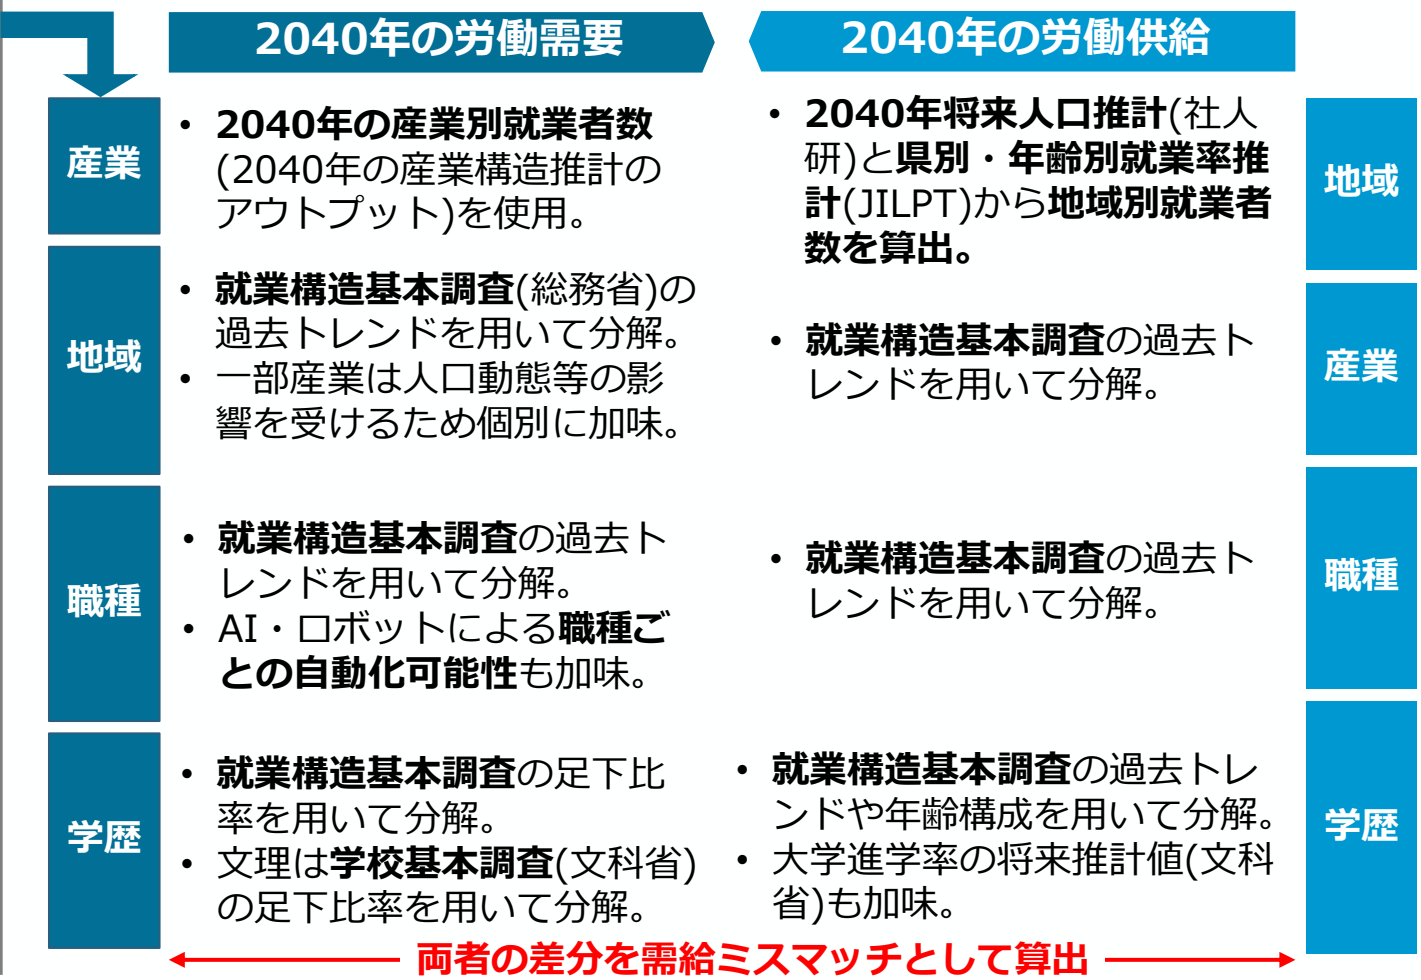 2040年の労働需要
産業
• 2040年の産業別就業者数
(2040年の産業構造推計の
アウトプット)を使用。
地域
• 就業構造基本調査(総務省)の
過去トレンドを用いて分解。
• 一部産業は人口動態等の影
響を受けるため個別に加味。
職種
• 就業構造基本調査の過去ト
レンドを用いて分解。
• AI・ロボットによる職種ご
との自動化可能性も加味。
学歴
• 就業構造基本調査の足下比
率を用いて分解。
• 文理は学校基本調査(文科省)
の足下比率を用いて分解。
2040年の労働供給
• 2040年将来人口推計(社人
研)と県別・年齢別就業率推
計(JILPT)から地域別就業者
数を算出。
地域
• 就業構造基本調査の過去ト
レンドを用いて分解。
産業
• 就業構造基本調査の過去ト
レンドを用いて分解。
職種
• 就業構造基本調査の過去トレ
ンドや年齢構成を用いて分解。
• 大学進学率の将来推計値(文科
省)も加味。
学歴
両者の差分を需給ミスマッチとして算出